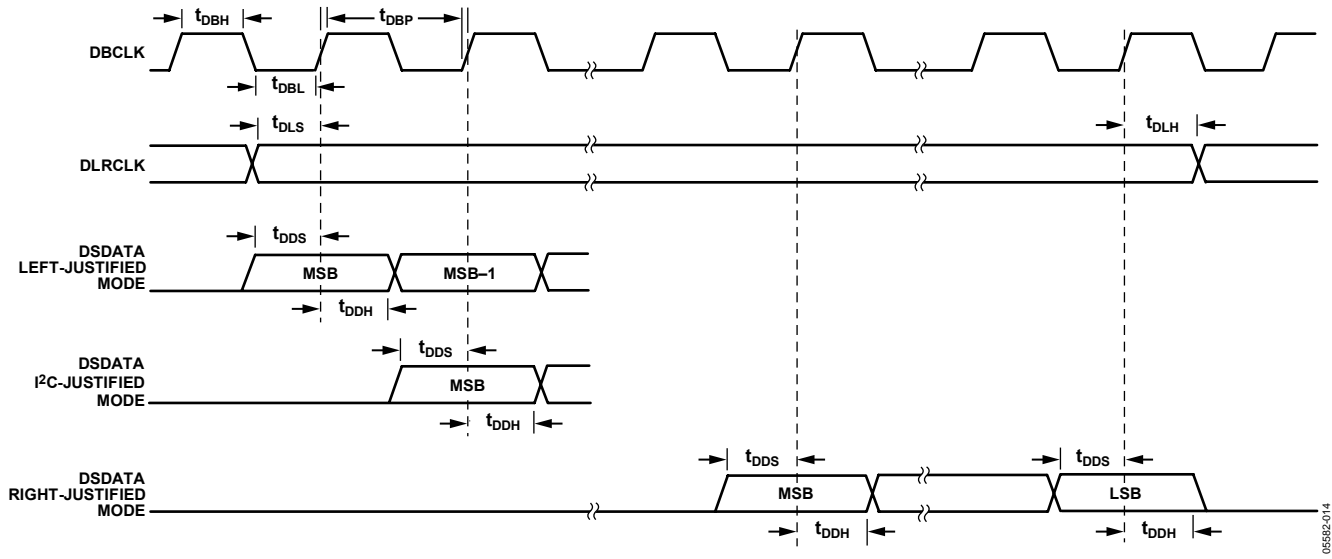 tDBH
tDBP
DBCLK
tDBL
tDLS
tDLH
DLRCLK
tDDS
DSDATA
LEFT-JUSTIFIED
MODE
MSB
MSB–1
tDDH
tDDS
DSDATA
I2C-JUSTIFIED
MODE
MSB
tDDH
tDDS
tDDS
DSDATA
RIGHT-JUSTIFIED
MODE
MSB
LSB
tDDH
tDDH
05582-014